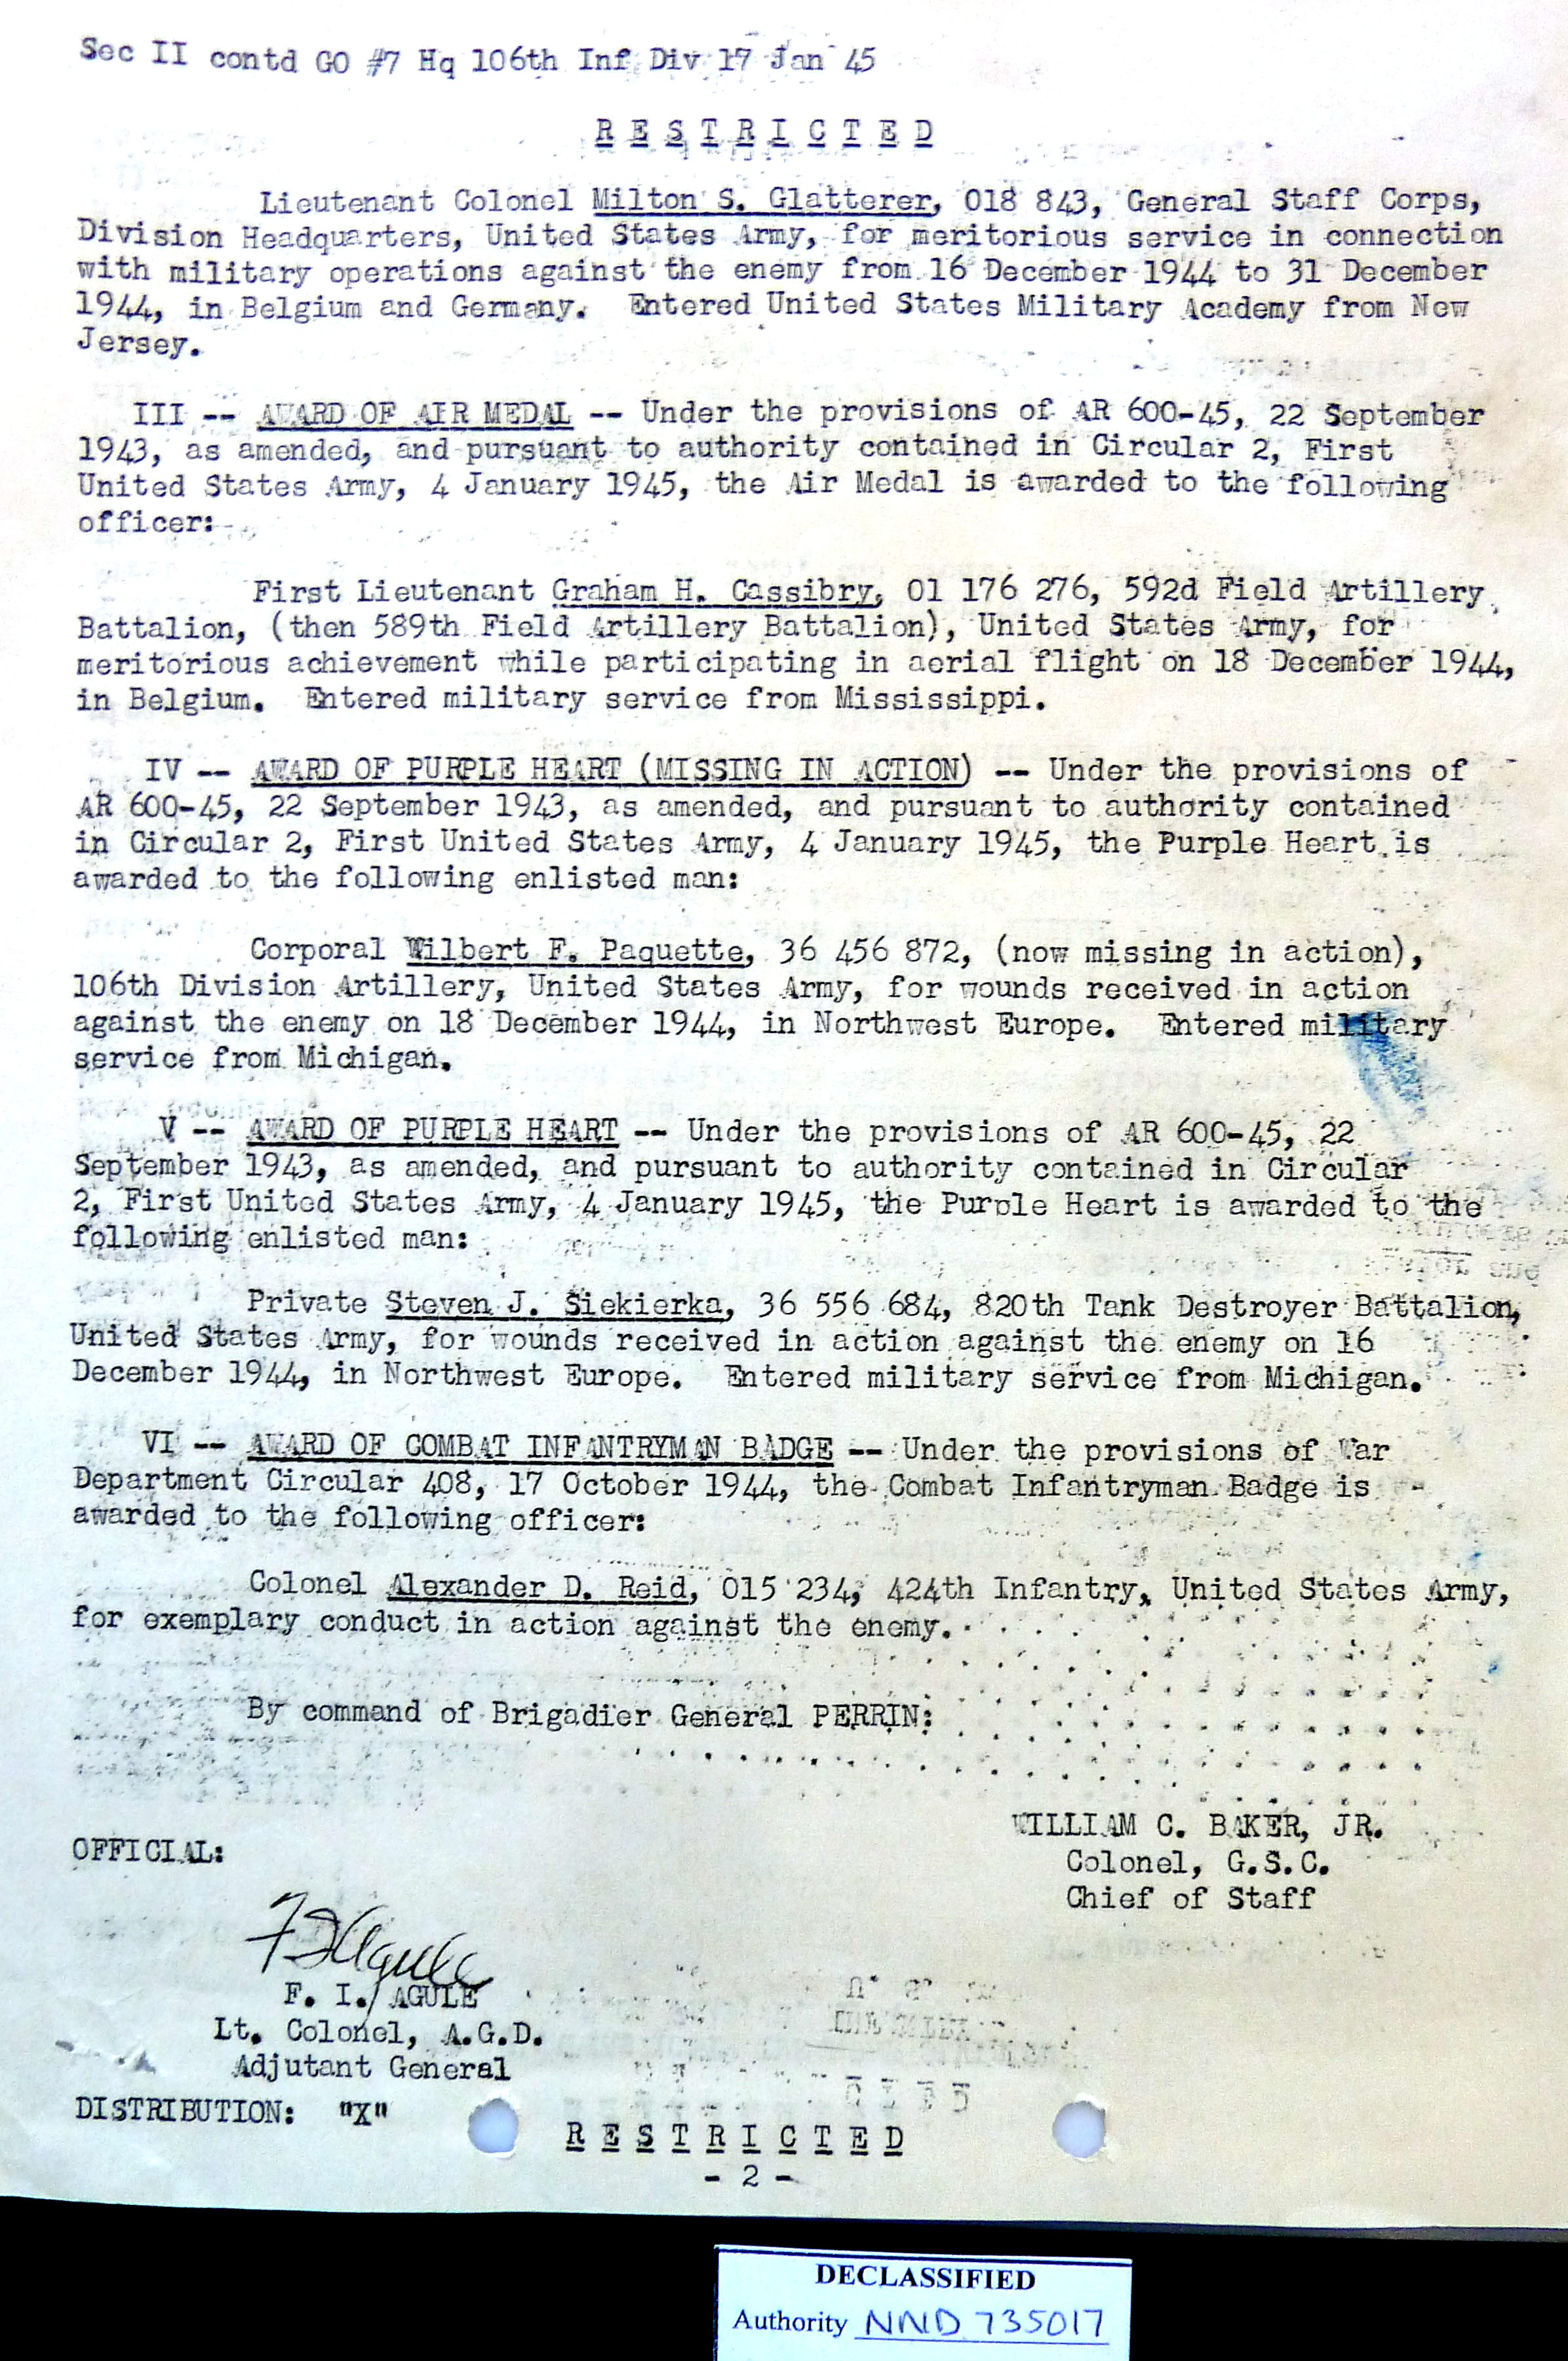 Sec II contd GO #7 Hq 106th Inf Div 17 Jan 45
R E S T R I C T E D
Lieutenant Colonel Milton S. Glatterer, O18 843, General Staff Corps,
Division Headquarters, United States Army, for meritorious service in connection
with military operations against the enemy from 16 December 1944 to 31 December
1944, in Belgium and Germany. Entered United States Military Academy from New
Jersey.
III -- AWARD OF AIR MEDAL -- Under the provisions of AR 600-45, 22 September
1943, as amended, and pursuant to authority contained in Circular 2, First
United States Army, 4 January 1945, the Air Medal is awarded to the following
officer:
First Lieutenant Graham H. Cassibry, O1 176 276, 592d Field Artillery
Battalion, (then 589th Field Artillery Battalion), United States Army, for
meritorious achievement while participating in aerial flight on 18 December 1944,
in Belgium. Entered military service from Mississippi.
IV -- AWARD OF PURPLE HEART (MISSING IN ACTION) -- Under the provisions of
AR 600-45, 22 September 1943, as amended, and pursuant to authority contained
in Circular 2, First United States Army, 4 January 1945, the Purple Heart is
awarded to the following enlisted man:
Corporal Wilbert F. Paquette, 36 456 872, (now missing in action),
106th Division Artillery, United States Army, for wounds received in action
against the enemy on 18 December 1944, in Northwest Europe. Entered military
service from Michigan.
V -- AWARD OF PURPLE HEART -- Under the provisions of AR 600-45, 22
September 1943, as amended, and pursuant to authority contained in Circular
2, First United States Army, 4 January 1945, the Purple Heart is awarded to the
following enlisted man:
Private Steven J. Siekierka, 36 556 684, 820th Tank Destroyer Battalion,
United States Army, for wounds received in action against the enemy on 16
December 1944, in Northwest Europe. Entered military service from Michigan.
VI -- AWARD OF COMBAT INFANTRYMAN BADGE -- Under the provisions of War
Department Circular 408, 17 October 1944, the Combat Infantryman Badge is
awarded to the following officer:
Colonel Alexander D. Reid, O15 234, 424th Infantry, United States Army,
for exemplary conduct in action against the enemy.
By command of Brigadier General PERRIN:
WILLIAM C. BAKER, JR.
Colonel, G.S.C.
Chief of Staff
OFFICIAL:
F I Agule
F. I. AGULE
Lt. Colonel, A.G.D.
Adjutant General
DISTRIBUTION: "X"
R E S T R I C T E D
- 2 -
DECLASSIFIED
Authority NND 735017